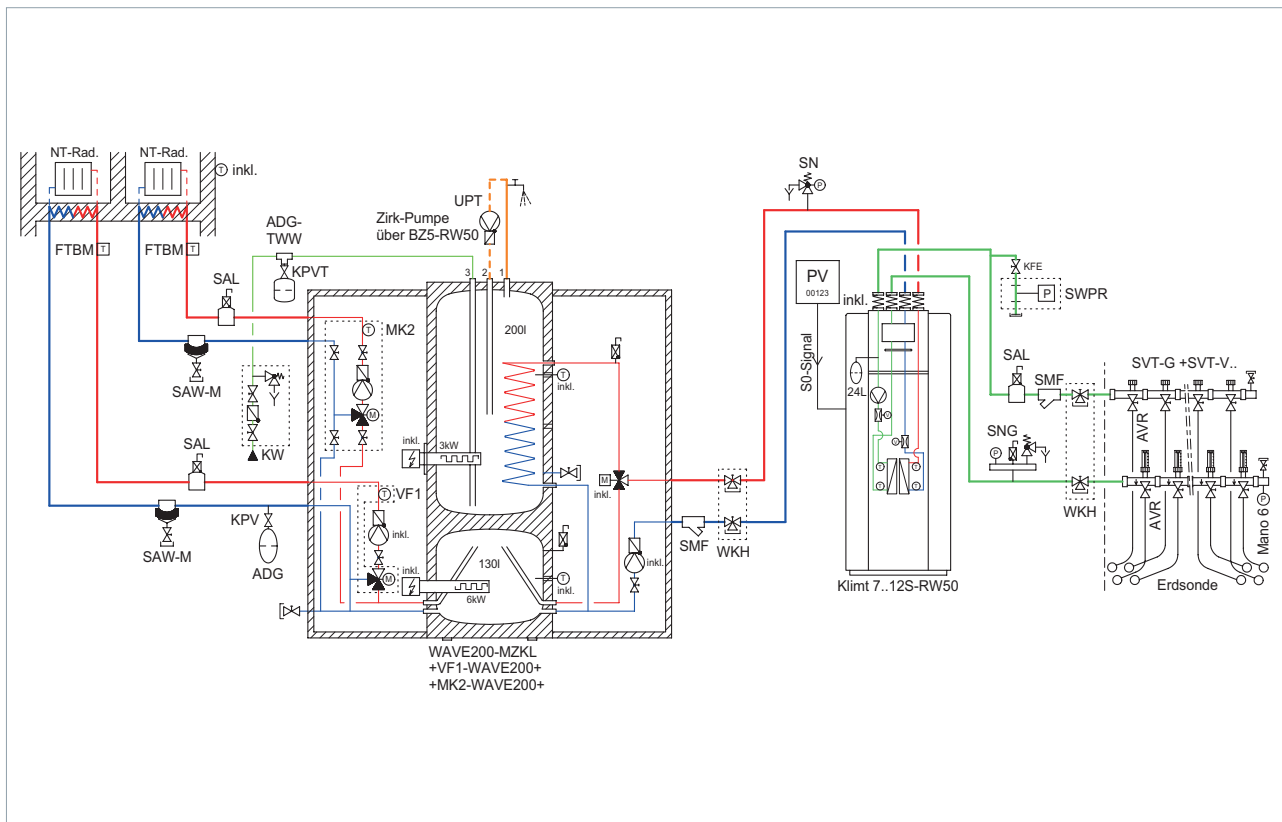 NT-Rad.
NT-Rad.
T inkl.
FTBM T
FTBM T
SAL
SAW-M
SAL
SAW-M
KPV
ADG
ADG-
TWW
KPVT
KW
UPT
Zirk-Pumpe
über BZ5-RW50
3
2
1
T
MK2
M
T
VF1
inkl.
M
200l
T
inkl.
inkl.
3kW
130l
T
inkl.
inkl.
6kW
M
inkl.
inkl.
WAVE200-MZKL
+VF1-WAVE200+
+MK2-WAVE200+
SMF
WKH
SN
P
PV
00123
S0-Signal
inkl.
24L
T
T
T
T
Klimt 7..12S-RW50
KFE
P
SWPR
SAL
SMF
SNG
P
WKH
SVT-G +SVT-V..
AVR
AVR
P
Mano 6
Erdsonde